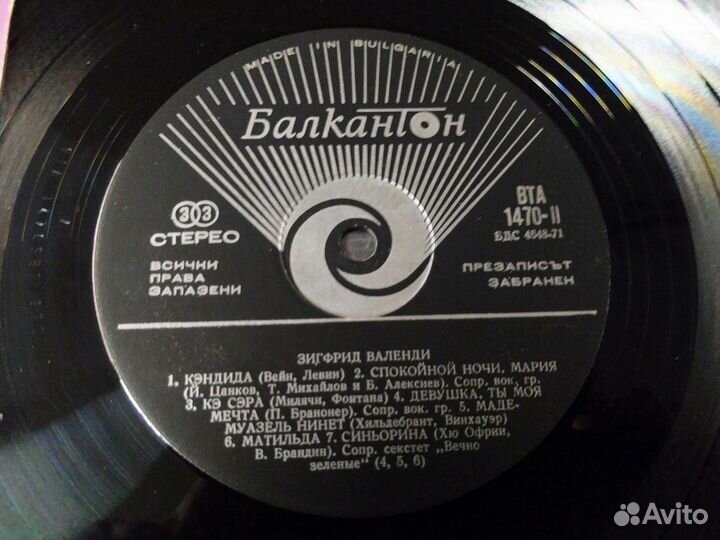 MADE IN BULGARIA
Балкантон
33
СТЕРЕО
ВСИЧКИ
ПРАВА
ЗАПАЗЕНИ
ВТА
1470-II
БДС 4648-71
ПРЕЗАПИСЪТ
ЗАБРАНЕН
ЗИГФРИД ВАЛЕНДИ
1. КЭНДИДА (Вейн, Левин) 2. СПОКОЙНОЙ НОЧИ, МАРИЯ
(Й. Цанков, Т. Михайлов и Б. Алексиев). Сопр. вок. гр.
3. КЭ СЭРА (Милячи, Фонтана) 4. ДЕВУШКА, ТЫ МОЯ
МЕЧТА (П. Бранонер). Сопр. вок. гр. 5. МАДЕ-
МУАЗЕЛЬ НИНЕТ (Хильдебрант, Винхауэр)
6. МАТИЛЬДА 7. СИНЬОРИНА (Хю Офрии,
В. Брандин). Сопр. секстет „Вечно
зеленые“ (4, 5, 6)
Avito